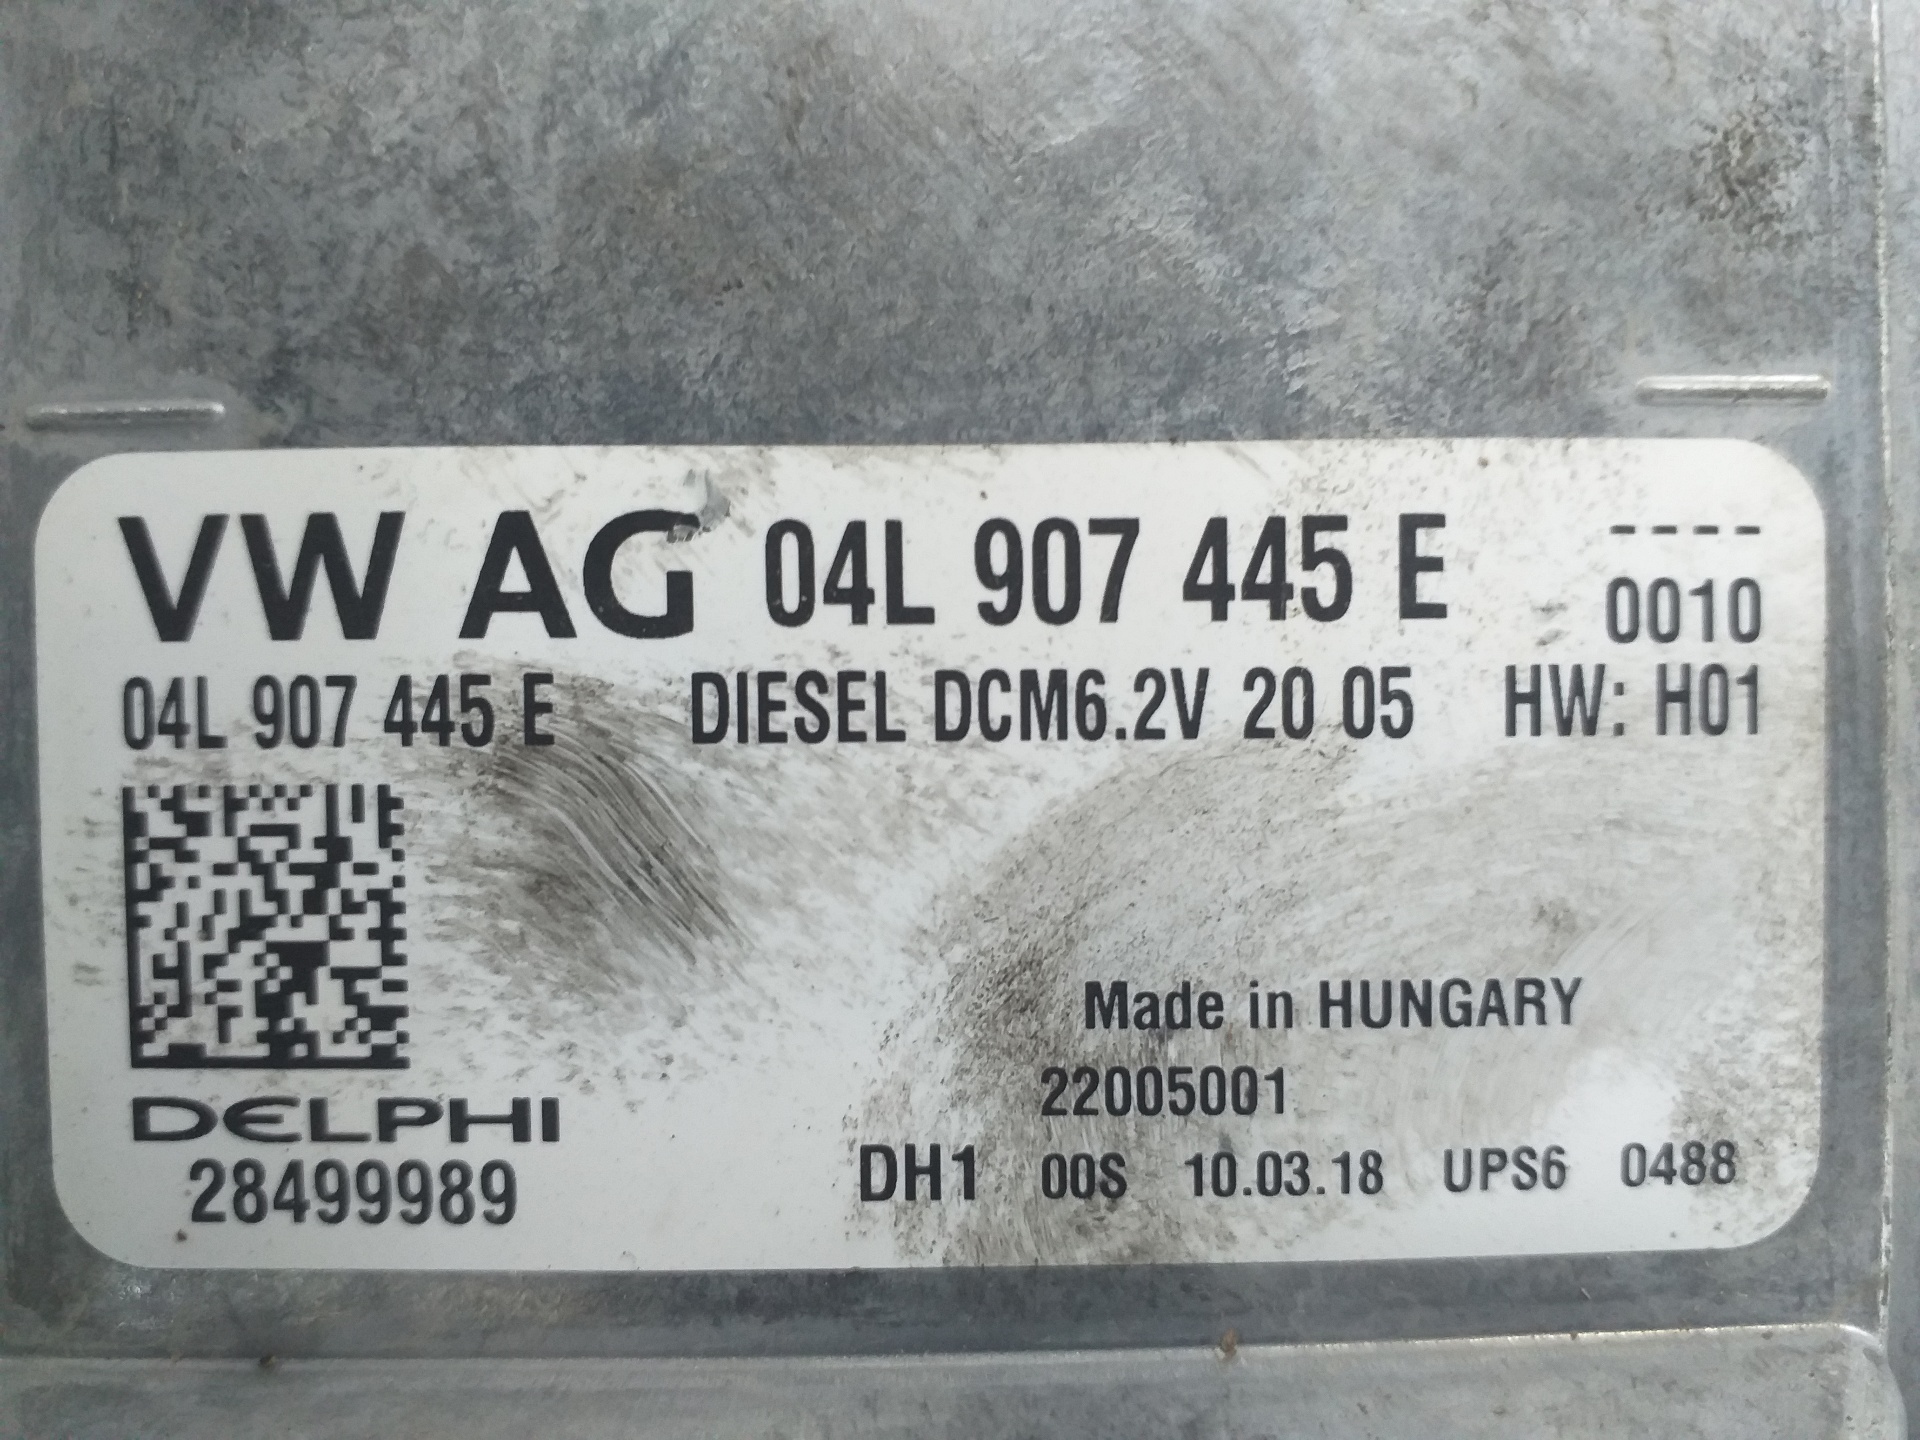 VW AG 04L 907 445 E ----
0010
04L 907 445 E DIESEL DCM6.2V 20 05 HW: H01
Made in HUNGARY
22005001
DELPHI
28499989
DH1 00S 10.03.18 UPS6 0488